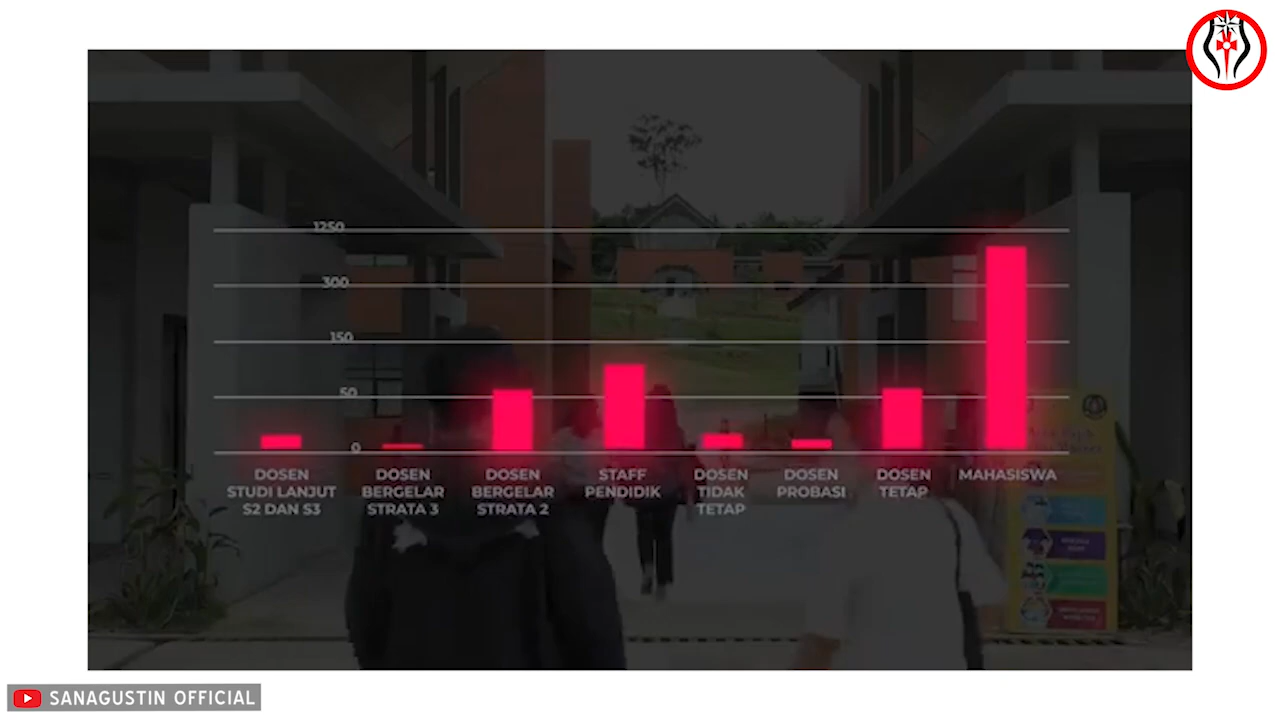 1250
300
150
50
0
DOSEN
STUDI LANJUT
S2 DAN S3
DOSEN
BERGELAR
STRATA 3
DOSEN
BERGELAR
STRATA 2
STAFF
PENDIDIK
DOSEN
TIDAK
TETAP
DOSEN
PROBASI
DOSEN
TETAP
MAHASISWA
SANAGUSTIN OFFICIAL